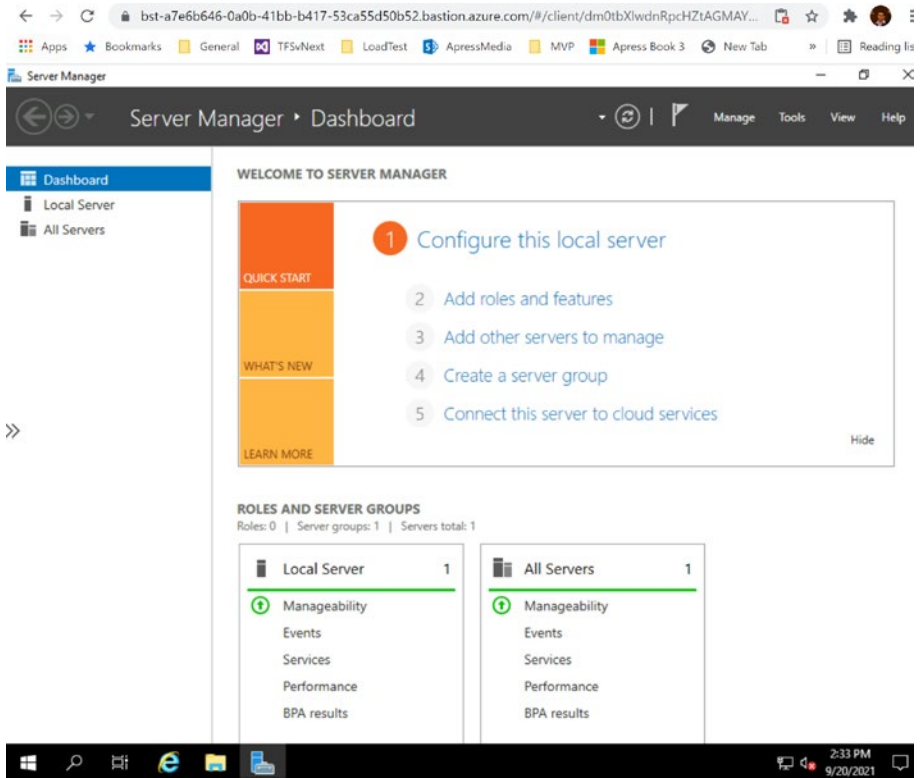 bst-a7e6b646-0a0b-41bb-b417-53ca55d50b52.bastion.azure.com/#/client/dm0tbXlwdnRpcHZtAGMAY...
Apps Bookmarks General TFSvNext LoadTest ApressMedia MVP Apress Book 3 New Tab » Reading lis
Server Manager
Server Manager • Dashboard Manage Tools View Help
Dashboard
Local Server
All Servers
WELCOME TO SERVER MANAGER
QUICK START
WHAT'S NEW
LEARN MORE
1 Configure this local server
2 Add roles and features
3 Add other servers to manage
4 Create a server group
5 Connect this server to cloud services
Hide
ROLES AND SERVER GROUPS
Roles: 0 | Server groups: 1 | Servers total: 1
Local Server 1
Manageability
Events
Services
Performance
BPA results
All Servers 1
Manageability
Events
Services
Performance
BPA results
2:33 PM
9/20/2021